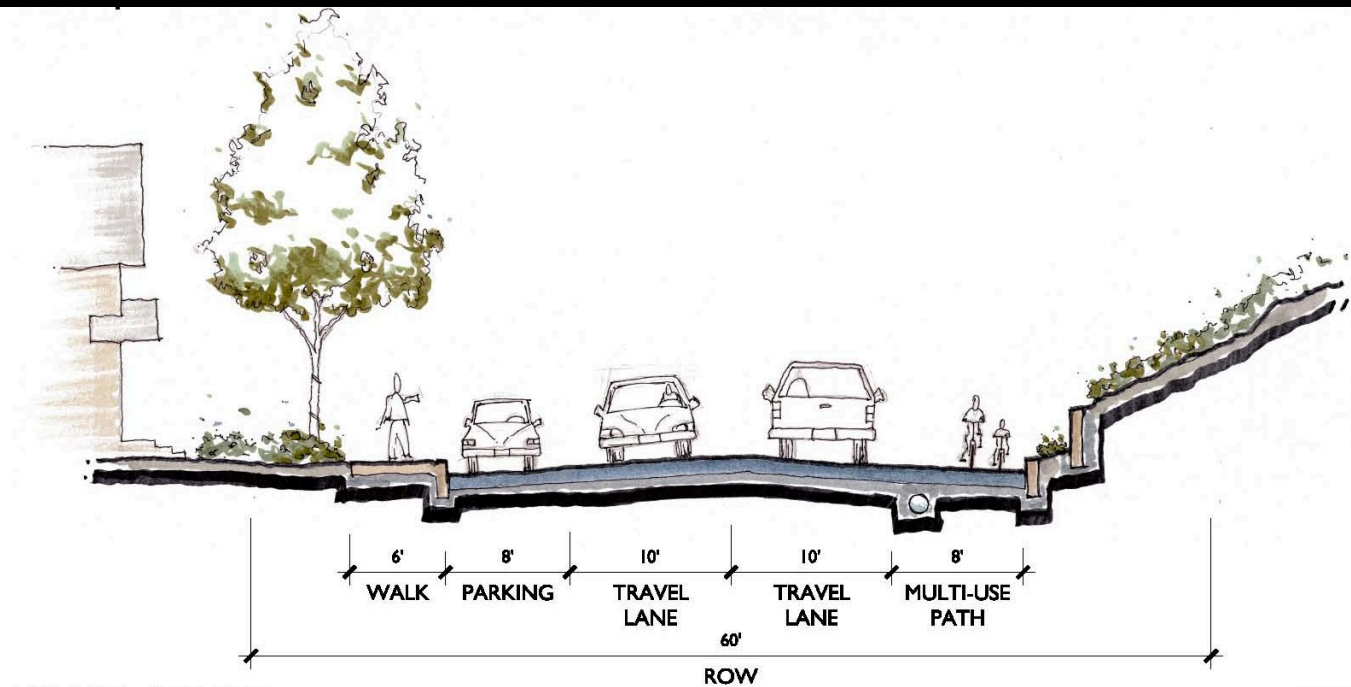 6' 8' 10' 10' 8'
WALK PARKING TRAVEL TRAVEL MULTI-USE
LANE LANE PATH
60'
ROW